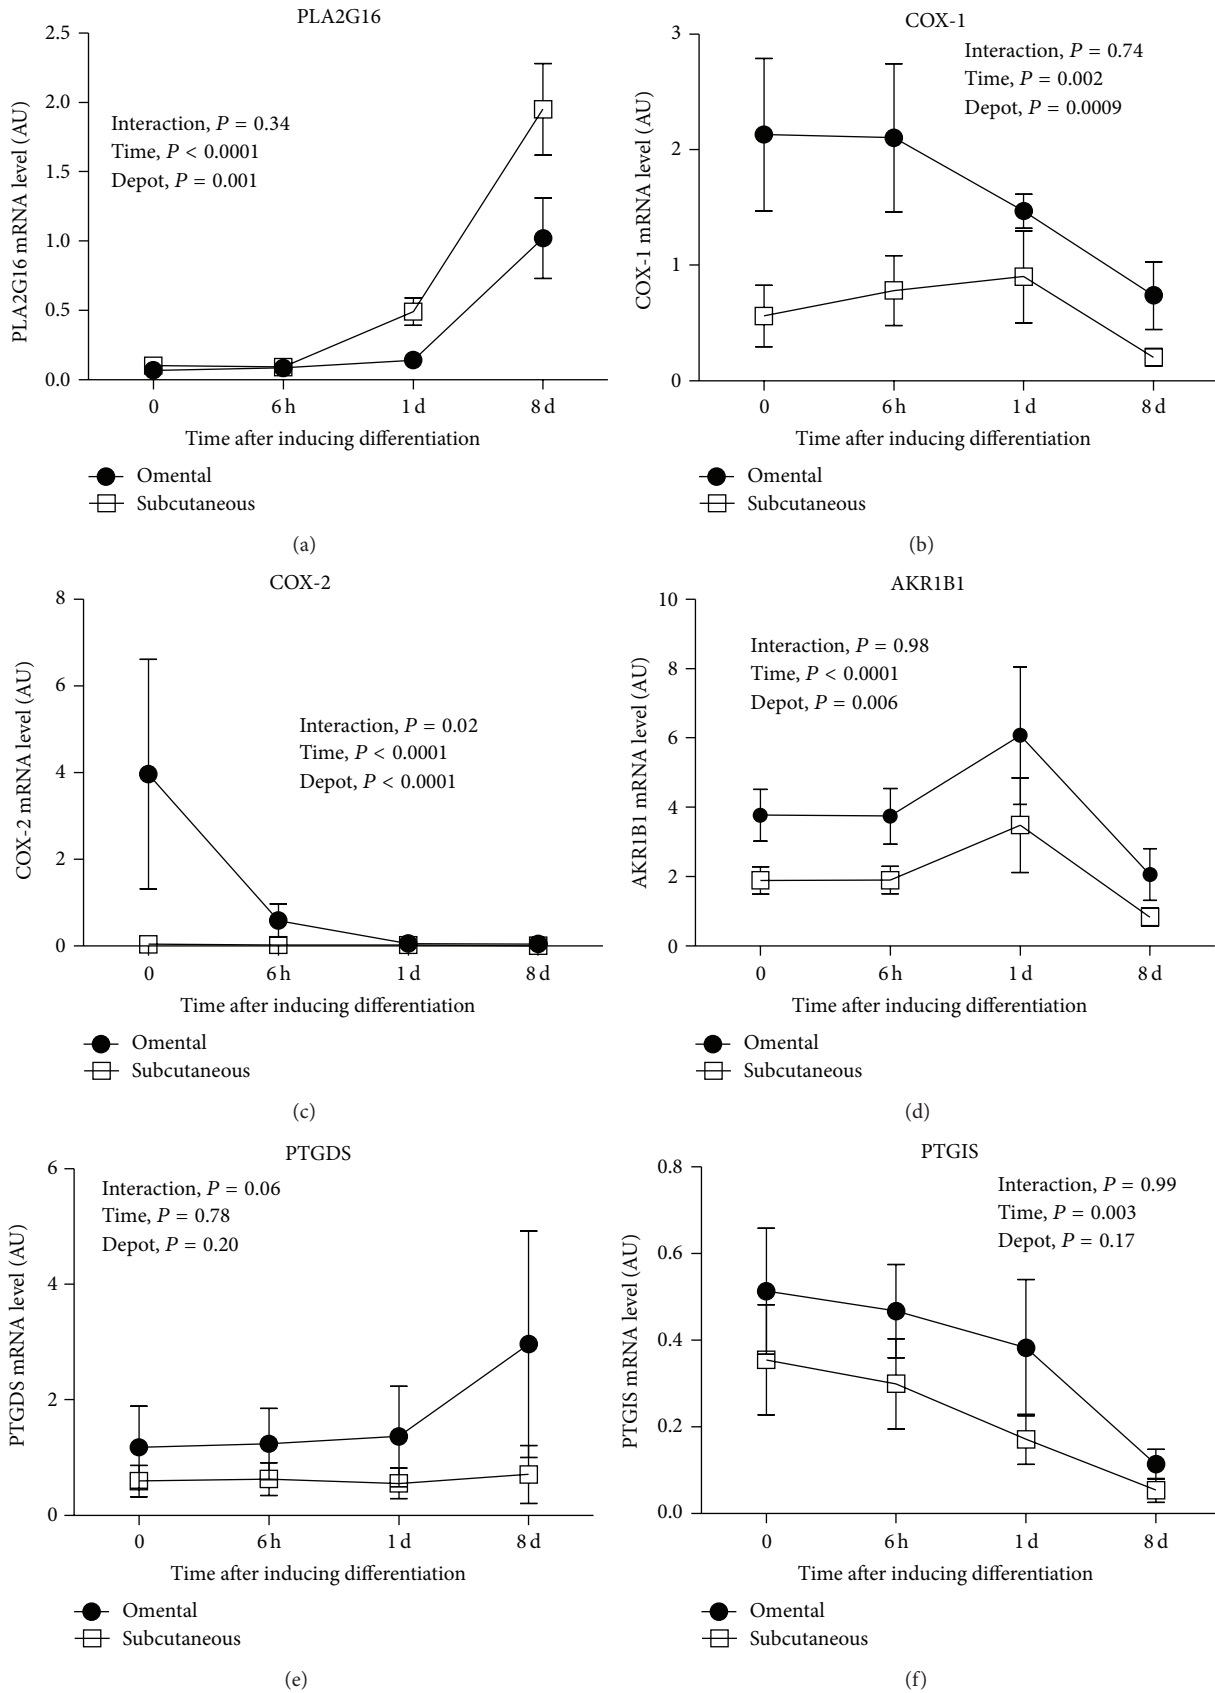 PLA2G16
2.5
2.0
1.5
1.0
0.5
0.0
PLA2G16 mRNA level (AU)
Interaction, P = 0.34
Time, P < 0.0001
Depot, P = 0.001
0 6 h 1 d 8 d
Time after inducing differentiation
Omental
Subcutaneous
(a)
COX-1
3
2
1
0
COX-1 mRNA level (AU)
Interaction, P = 0.74
Time, P = 0.002
Depot, P = 0.0009
0 6 h 1 d 8 d
Time after inducing differentiation
Omental
Subcutaneous
(b)
COX-2
8
6
4
2
0
COX-2 mRNA level (AU)
Interaction, P = 0.02
Time, P < 0.0001
Depot, P < 0.0001
0 6 h 1 d 8 d
Time after inducing differentiation
Omental
Subcutaneous
(c)
AKR1B1
10
8
6
4
2
0
AKR1B1 mRNA level (AU)
Interaction, P = 0.98
Time, P < 0.0001
Depot, P = 0.006
0 6 h 1 d 8 d
Time after inducing differentiation
Omental
Subcutaneous
(d)
PTGDS
6
4
2
0
PTGDS mRNA level (AU)
Interaction, P = 0.06
Time, P = 0.78
Depot, P = 0.20
0 6 h 1 d 8 d
Time after inducing differentiation
Omental
Subcutaneous
(e)
PTGIS
0.8
0.6
0.4
0.2
0.0
PTGIS mRNA level (AU)
Interaction, P = 0.99
Time, P = 0.003
Depot, P = 0.17
0 6 h 1 d 8 d
Time after inducing differentiation
Omental
Subcutaneous
(f)